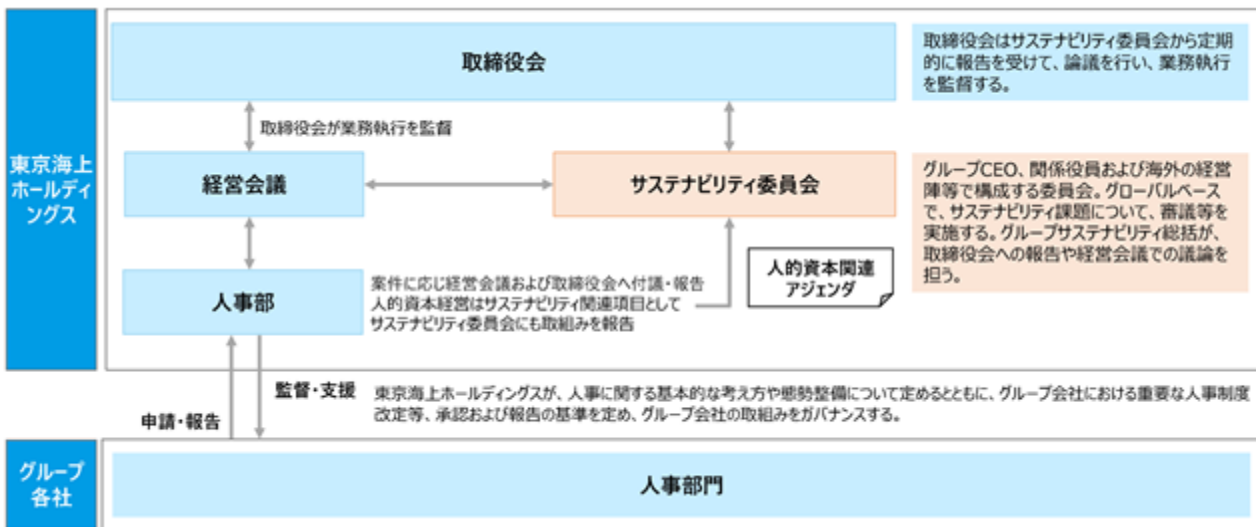 東京海上
ホールディ
ングス
取締役会
取締役会はサステナビリティ委員会から定期
的に報告を受けて、論議を行い、業務執行
を監督する。
取締役会が業務執行を監督
経営会議
サステナビリティ委員会
グループCEO、関係役員および海外の経営
陣等で構成する委員会。グローバルベース
で、サステナビリティ課題について、審議等を
実施する。グループサステナビリティ総括が、
取締役会への報告や経営会議での議論を
担う。
人事部
案件に応じ経営会議および取締役会へ付議・報告
人的資本経営はサステナビリティ関連項目として
サステナビリティ委員会にも取組みを報告
人的資本関連
アジェンダ
監督・支援
東京海上ホールディングスが、人事に関する基本的な考え方や態勢整備について定めるとともに、グループ会社における重要な人事制度
改定等、承認および報告の基準を定め、グループ会社の取組みをガバナンスする。
申請・報告
グループ
各社
人事部門